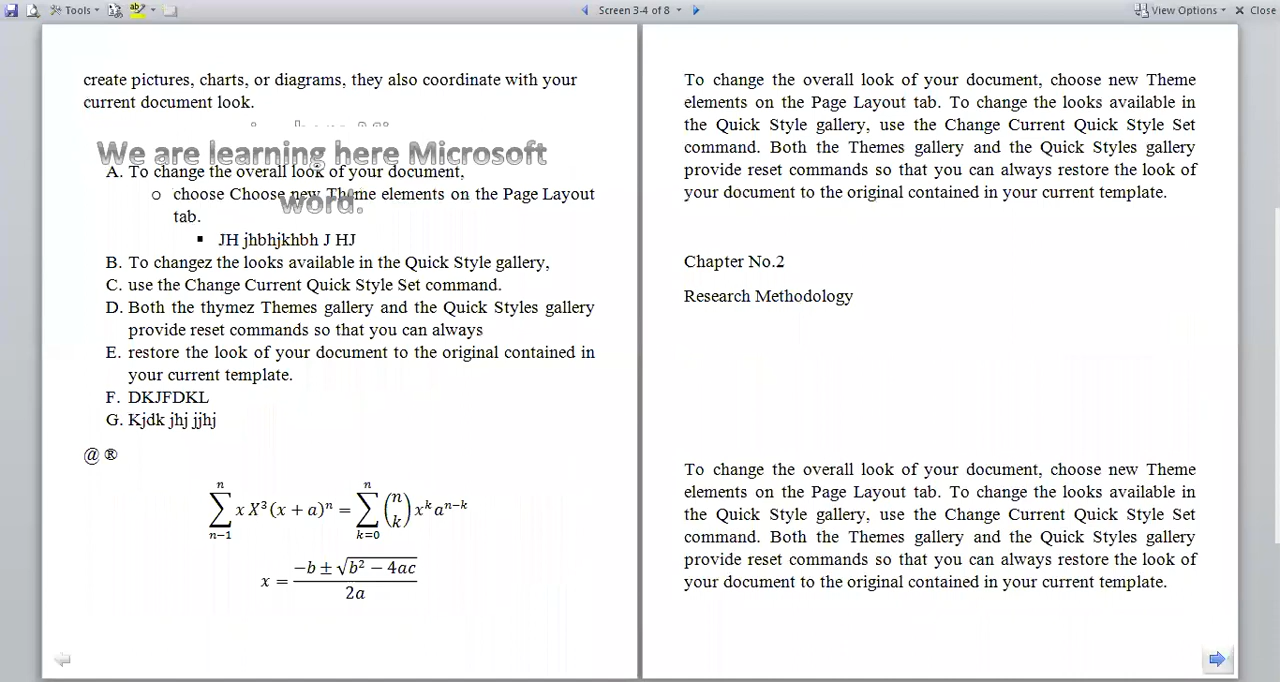 Tools
Screen 3-4 of 8
View Options
Close
create pictures, charts, or diagrams, they also coordinate with your
current document look.
We are learning here Microsoft
word.
A. To change the overall look of your document,
o choose Choose new Theme elements on the Page Layout
tab.
▪ JH jhbhjkhbh J HJ
B. To changez the looks available in the Quick Style gallery,
C. use the Change Current Quick Style Set command.
D. Both the thymez Themes gallery and the Quick Styles gallery
provide reset commands so that you can always
E. restore the look of your document to the original contained in
your current template.
F. DKJFDKL
G. Kjdk jhj jjhj
@ ®
∑_{n-1}^{n} x X³(x + a)ⁿ = ∑_{k=0}^{n} (n k) x^k a^{n-k}
x = (-b ± √(b² − 4ac)) / 2a
To change the overall look of your document, choose new Theme
elements on the Page Layout tab. To change the looks available in
the Quick Style gallery, use the Change Current Quick Style Set
command. Both the Themes gallery and the Quick Styles gallery
provide reset commands so that you can always restore the look of
your document to the original contained in your current template.
Chapter No.2
Research Methodology
To change the overall look of your document, choose new Theme
elements on the Page Layout tab. To change the looks available in
the Quick Style gallery, use the Change Current Quick Style Set
command. Both the Themes gallery and the Quick Styles gallery
provide reset commands so that you can always restore the look of
your document to the original contained in your current template.